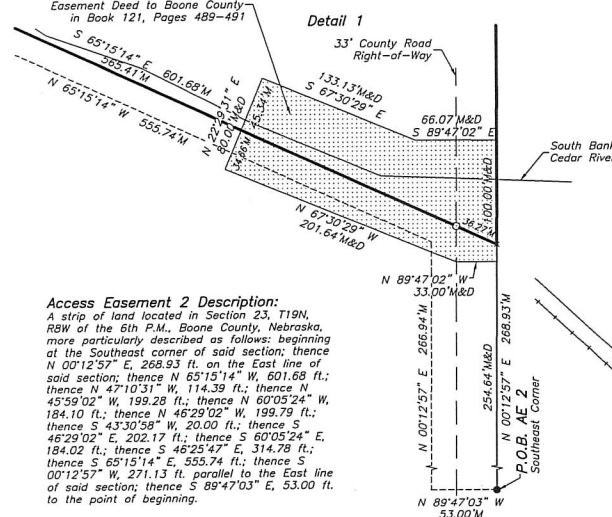 Easement Deed to Boone County
in Book 121, Pages 489-491
Detail 1
33' County Road
Right-of-Way
S 65°15'14" E
565.41'M
601.68'M
N 65°15'14" W
555.74'M
N 22°29'31" E
80.00'M&D
45.34'M
34.66'M
133.13'M&D
S 67°30'29" E
66.07 M&D
S 89°47'02" E
South Bank
Cedar River
100.00'M&D
36.27'M
N 67°30'29" W
201.64'M&D
N 89°47'02" W
33.00'M&D
N 00°12'57" E 266.94'M
254.64'M&D
N 00°12'57" E 268.93'M
P.O.B. AE 2
Southeast Corner
N 89°47'03" W
53.00'M
Access Easement 2 Description:
A strip of land located in Section 23, T19N,
R8W of the 6th P.M., Boone County, Nebraska,
more particularly described as follows: beginning
at the Southeast corner of said section; thence
N 00°12'57" E, 268.93 ft. on the East line of
said section; thence N 65°15'14" W, 601.68 ft.;
thence N 47°10'31" W, 114.39 ft.; thence N
45°59'02" W, 199.28 ft.; thence N 60°05'24" W,
184.10 ft.; thence N 46°29'02" W, 199.79 ft.;
thence S 43°30'58" W, 20.00 ft.; thence S
46°29'02" E, 202.17 ft.; thence S 60°05'24" E,
184.02 ft.; thence S 46°25'47" E, 314.78 ft.;
thence S 65°15'14" E, 555.74 ft.; thence S
00°12'57" W, 271.13 ft. parallel to the East line
of said section; thence S 89°47'03" E, 53.00 ft.
to the point of beginning.